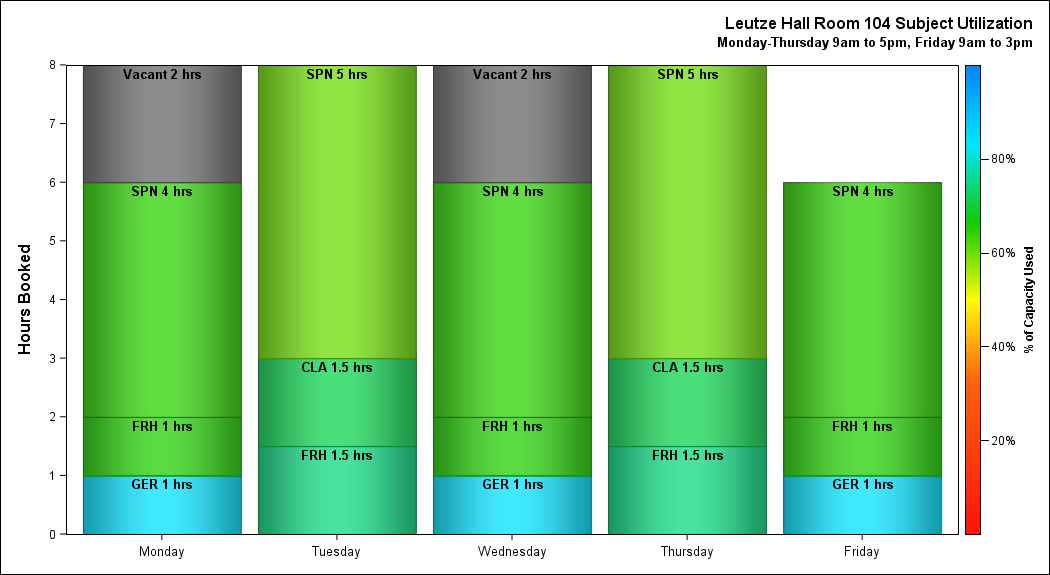 Leutze Hall Room 104 Subject Utilization
Monday-Thursday 9am to 5pm, Friday 9am to 3pm
Hours Booked
8
7
6
5
4
3
2
1
0
Vacant 2 hrs
SPN 4 hrs
FRH 1 hrs
GER 1 hrs
SPN 5 hrs
CLA 1.5 hrs
FRH 1.5 hrs
Vacant 2 hrs
SPN 4 hrs
FRH 1 hrs
GER 1 hrs
SPN 5 hrs
CLA 1.5 hrs
FRH 1.5 hrs
SPN 4 hrs
FRH 1 hrs
GER 1 hrs
Monday Tuesday Wednesday Thursday Friday
80%
60%
40%
20%
% of Capacity Used